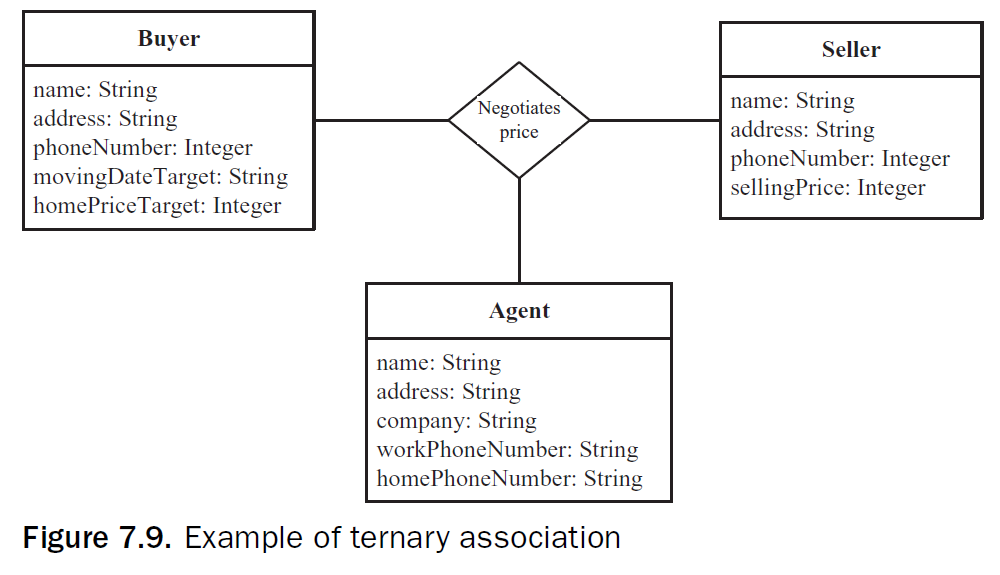 Buyer
name: String
address: String
phoneNumber: Integer
movingDateTarget: String
homePriceTarget: Integer
Negotiates
price
Seller
name: String
address: String
phoneNumber: Integer
sellingPrice: Integer
Agent
name: String
address: String
company: String
workPhoneNumber: String
homePhoneNumber: String
Figure 7.9. Example of ternary association